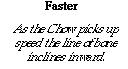 Faster
As the Chow picks up
speed the line of bone
inclines inward.